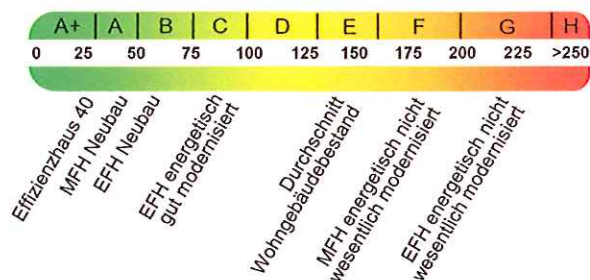 A+ A B C D E F G H
0 25 50 75 100 125 150 175 200 225 >250
Effizienzhaus 40
MFH Neubau
EFH Neubau
EFH energetisch
gut modernisiert
Durchschnitt
Wohngebäudebestand
MFH energetisch nicht
wesentlich modernisiert
EFH energetisch nicht
wesentlich modernisiert